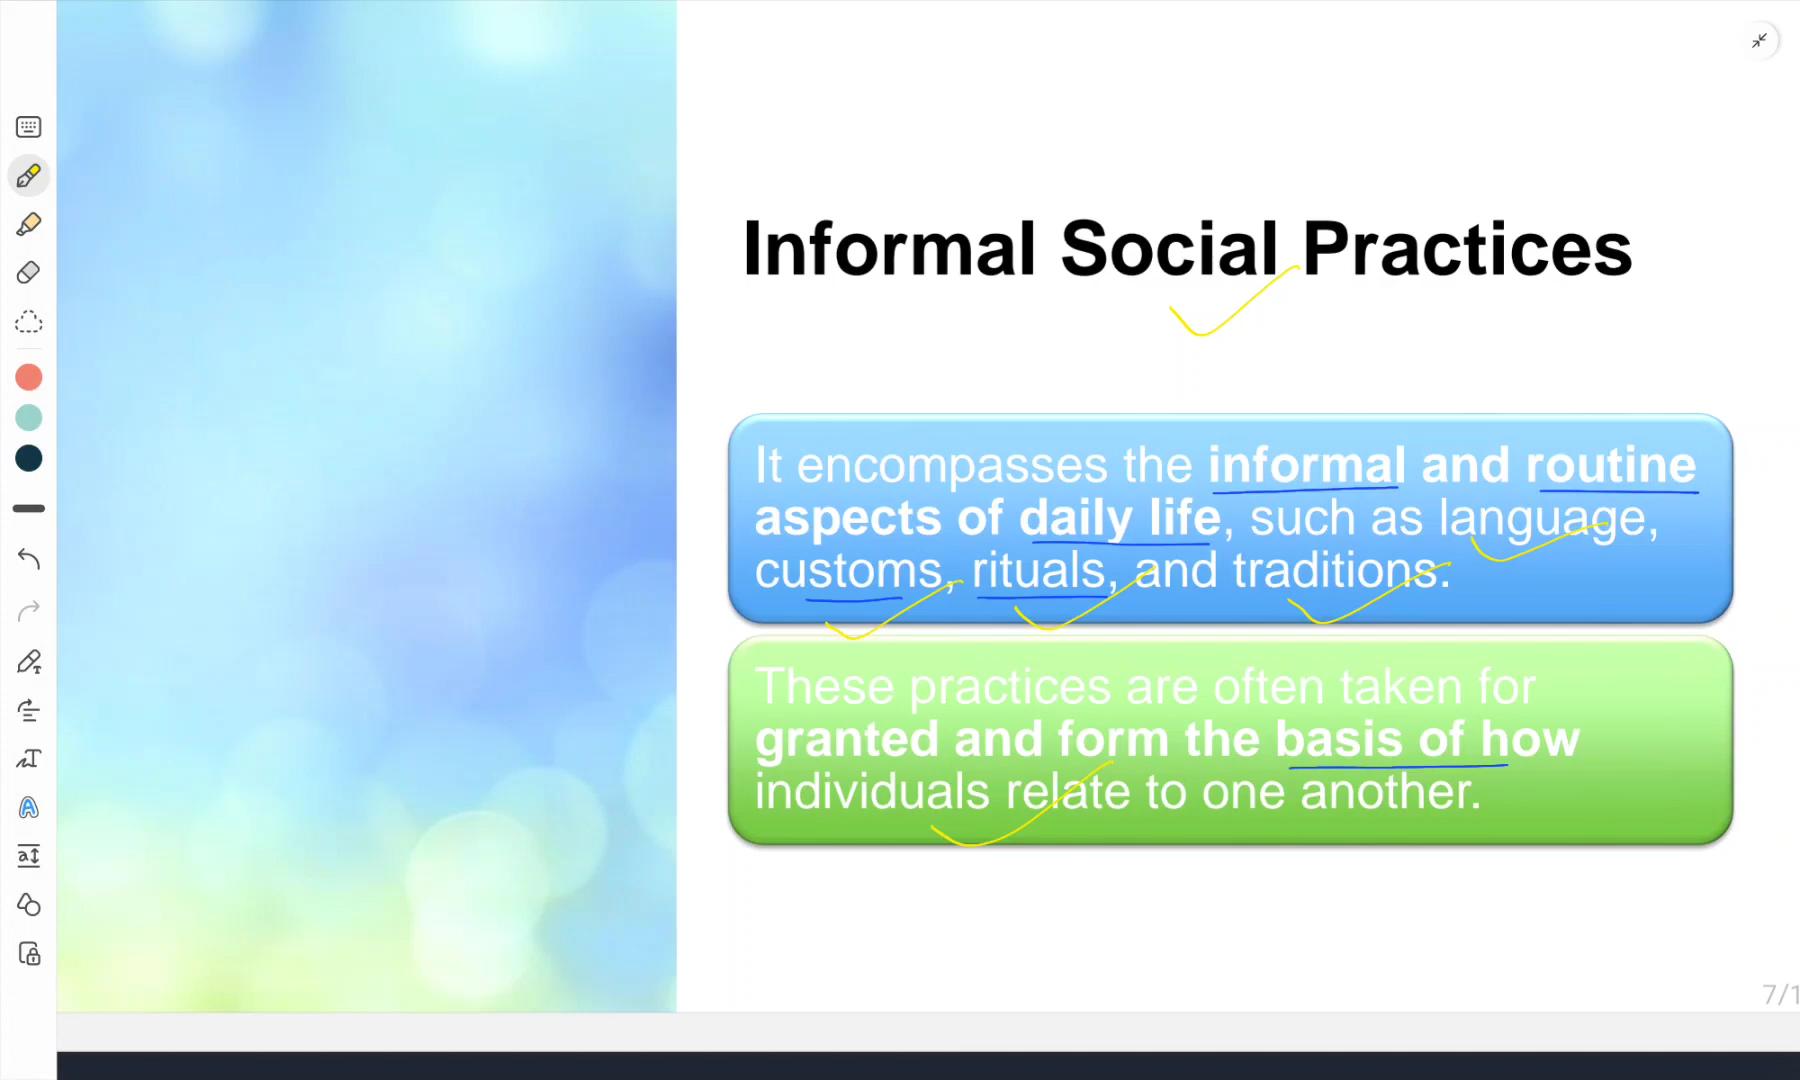 Informal Social Practices
It encompasses the informal and routine
aspects of daily life, such as language,
customs, rituals, and traditions.
These practices are often taken for
granted and form the basis of how
individuals relate to one another.
7/1